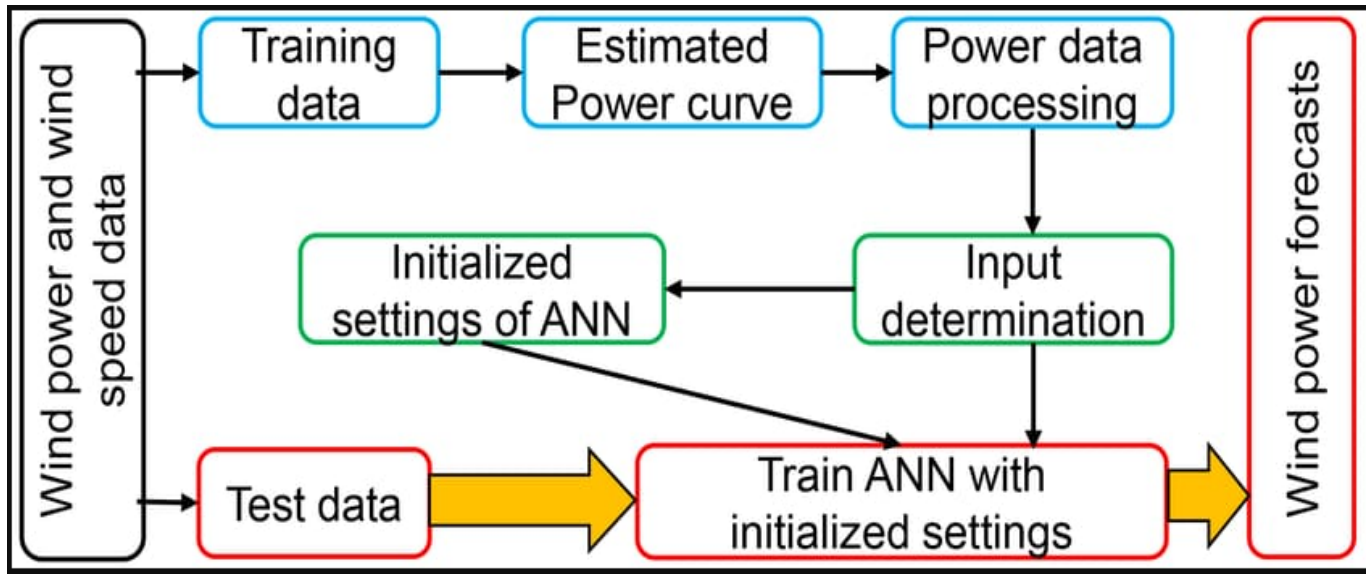 Wind power and wind
speed data
Training
data
Estimated
Power curve
Power data
processing
Initialized
settings of ANN
Input
determination
Test data
Train ANN with
initialized settings
Wind power forecasts